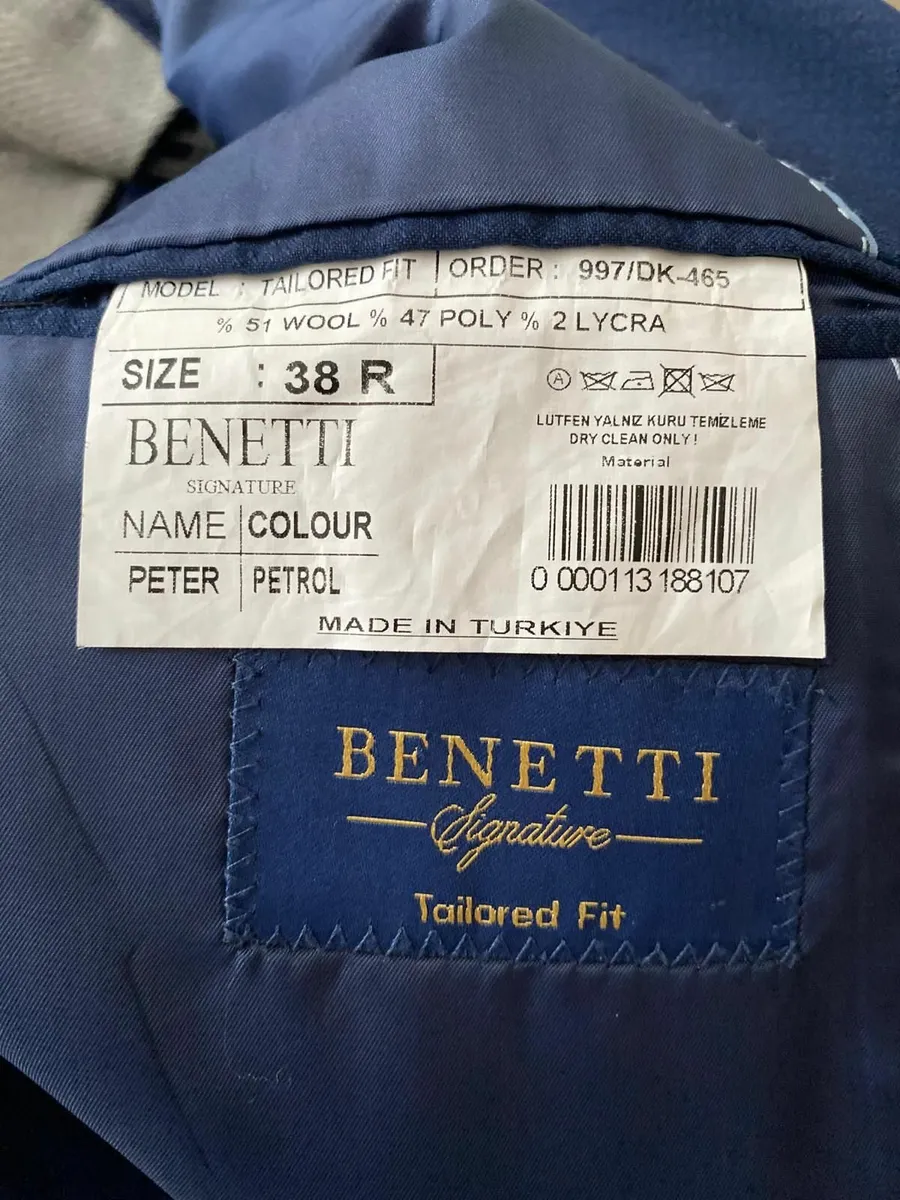 MODEL : TAILORED FIT ORDER : 997/DK-465
% 51 WOOL % 47 POLY % 2 LYCRA
SIZE : 38 R
A
BENETTI
SIGNATURE
LUTFEN YALNIZ KURU TEMİZLEME
DRY CLEAN ONLY !
Material
NAME COLOUR
PETER PETROL
0 000113 188107
MADE IN TURKIYE
BENETTI
Signature
Tailored Fit